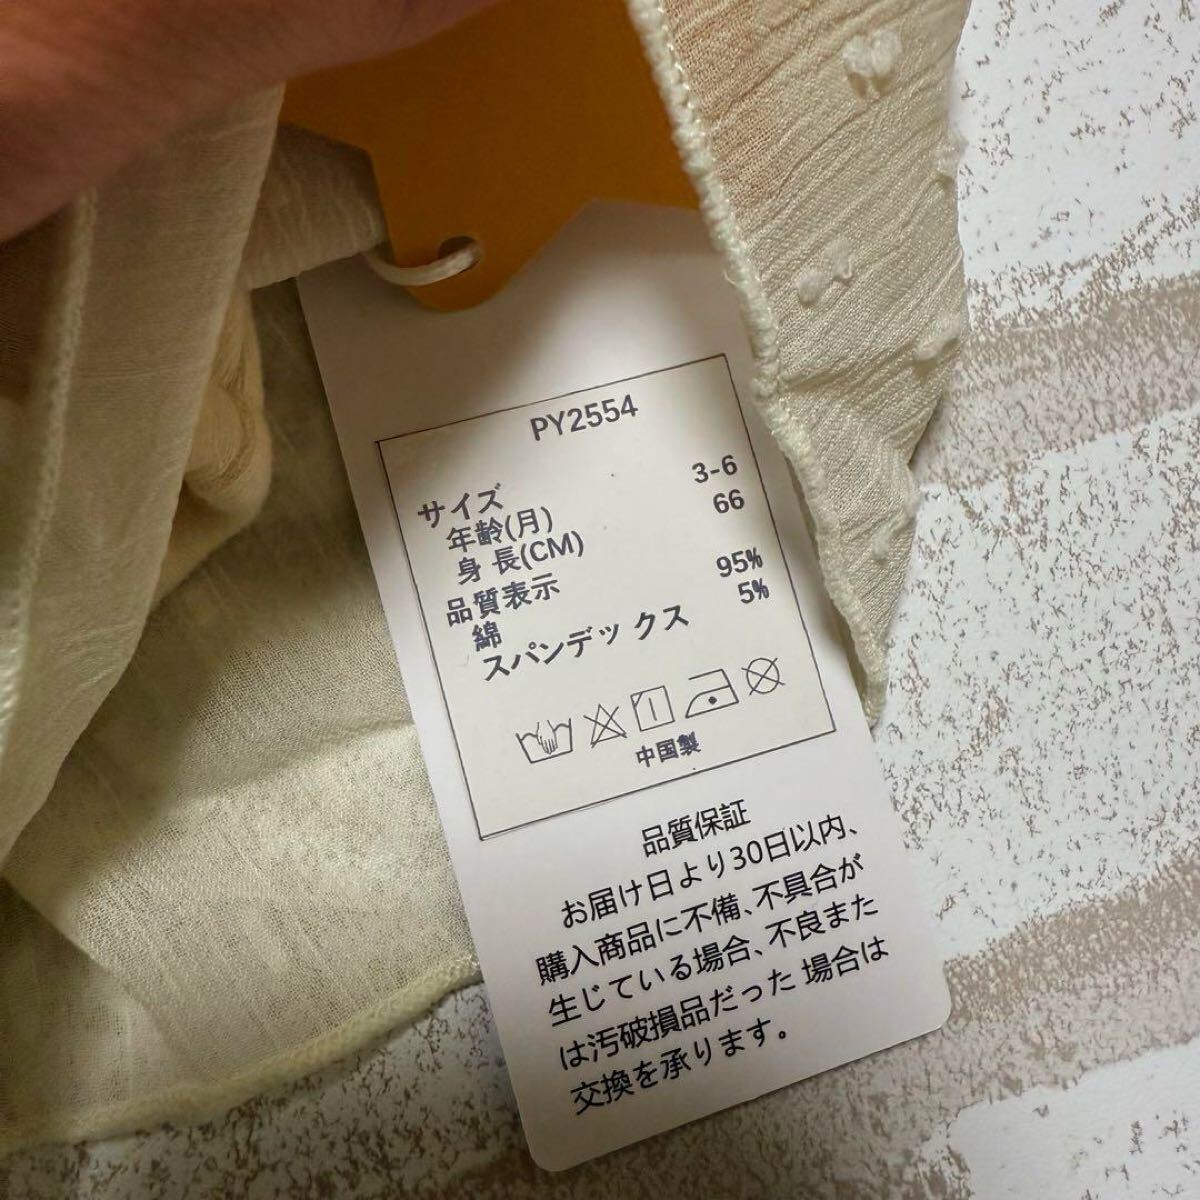 PY2554
サイズ
年齢(月) 3-6
身 長(CM) 66
品質表示
綿 95%
スパンデックス 5%
中国製
品質保証
お届け日より30日以内、
購入商品に不備、不具合が
生じている場合、不良また
は汚破損品だった 場合は
交換を承ります。